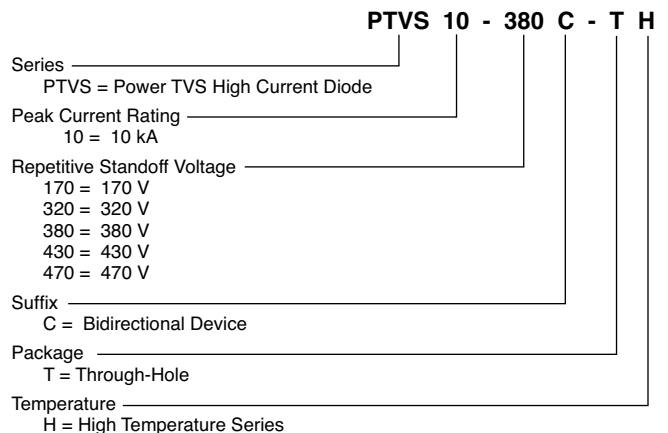 PTVS 10 - 380 C - T H
Series
PTVS = Power TVS High Current Diode
Peak Current Rating
10 = 10 kA
Repetitive Standoff Voltage
170 = 170 V
320 = 320 V
380 = 380 V
430 = 430 V
470 = 470 V
Suffix
C = Bidirectional Device
Package
T = Through-Hole
Temperature
H = High Temperature Series